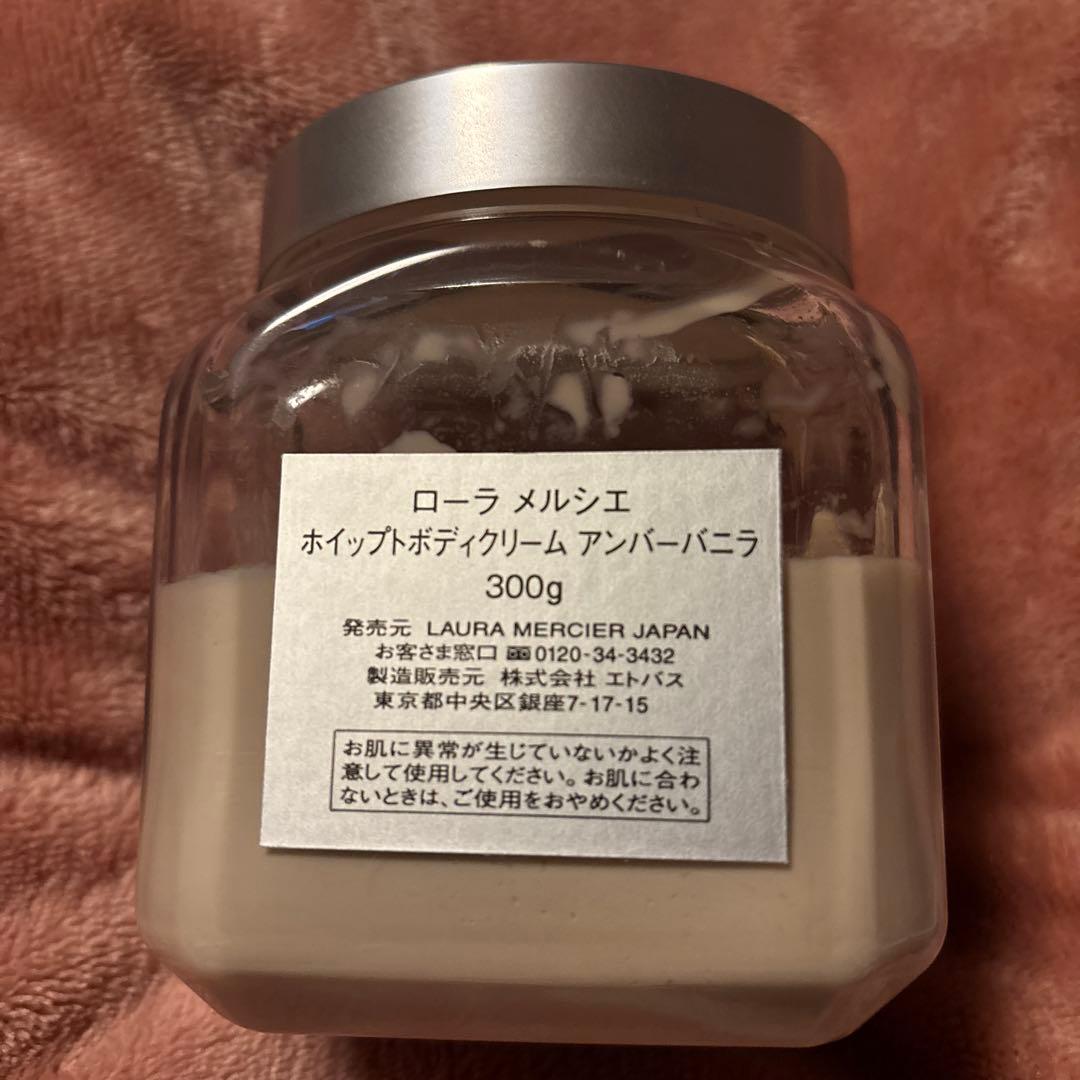 ローラ メルシエ
ホイップトボディクリーム アンバーバニラ
300g
発売元 LAURA MERCIER JAPAN
お客さま窓口 0120-34-3432
製造販売元 株式会社 エトバス
東京都中央区銀座7-17-15
お肌に異常が生じていないかよく注
意して使用してください。お肌に合わ
ないときは、ご使用をおやめください。